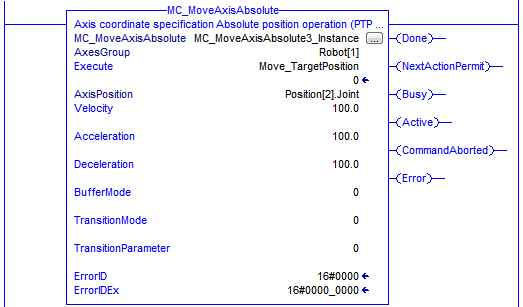 MC_MoveAxisAbsolute
Axis coordinate specification Absolute position operation (PTP ...
MC_MoveAxisAbsolute MC_MoveAxisAbsolute3_Instance ... (Done)
AxesGroup Robot[1]
Execute Move_TargetPosition (NextActionPermit)
0
AxisPosition Position[2].Joint (Busy)
Velocity 100.0
(Active)
Acceleration 100.0
(CommandAborted)
Deceleration 100.0
(Error)
BufferMode 0
TransitionMode 0
TransitionParameter 0
ErrorID 16#0000
ErrorIDEx 16#0000_0000